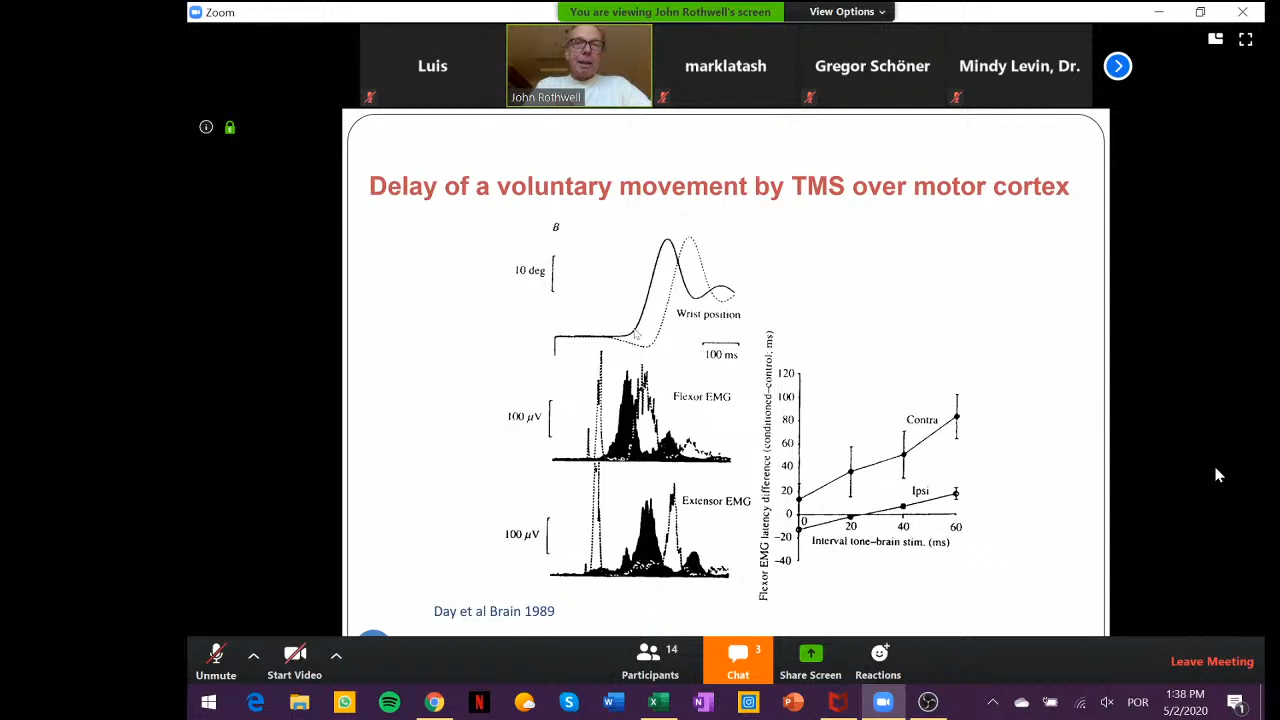 Zoom
You are viewing John Rothwell's screen
View Options
Luis
John Rothwell
marklatash
Gregor Schöner
Mindy Levin, Dr.
Delay of a voluntary movement by TMS over motor cortex
B
10 deg
Wrist position
100 ms
Flexor EMG
100 µV
Extensor EMG
100 µV
Flexor EMG latency difference (conditioned–control; ms)
120
100
80
60
40
20
0
−20
−40
Contra
Ipsi
0
20
40
60
Interval tone–brain stim. (ms)
Day et al Brain 1989
Unmute
Start Video
14
Participants
3
Chat
Share Screen
Reactions
Leave Meeting
POR
1:38 PM
5/2/2020
1